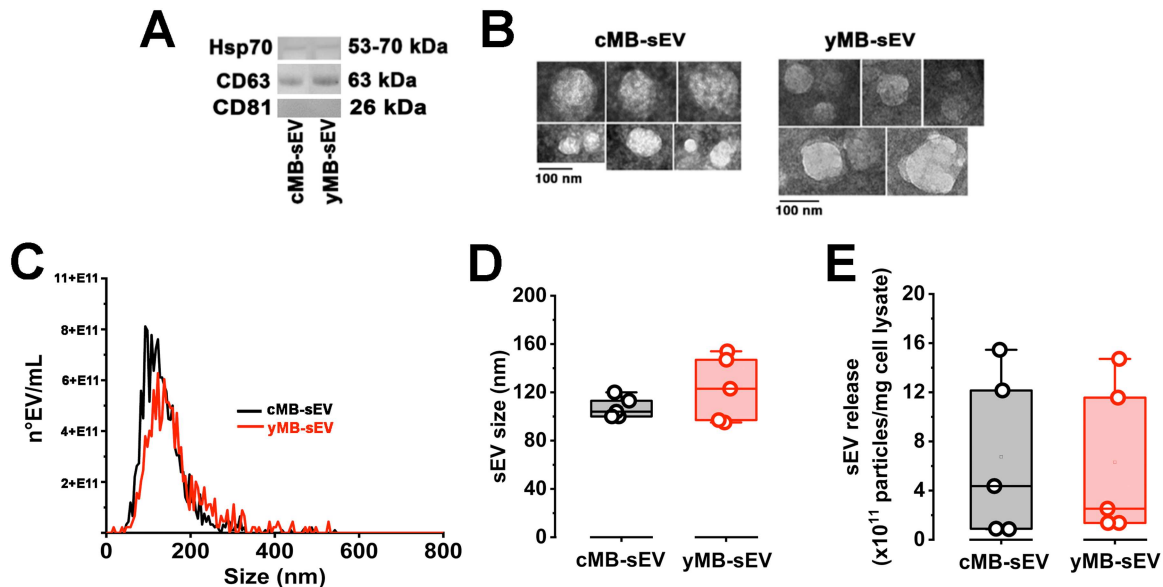 A
Hsp70 53-70 kDa
CD63 63 kDa
CD81 26 kDa
cMB-sEV
yMB-sEV
B
cMB-sEV
yMB-sEV
100 nm
100 nm
C
n°EV/mL
11+E11
8+E11
6+E11
4+E11
2+E11
0
200
400
600
800
Size (nm)
cMB-sEV
yMB-sEV
D
sEV size (nm)
200
160
120
80
40
0
cMB-sEV
yMB-sEV
E
sEV release
(x10¹¹ particles/mg cell lysate)
20
16
12
8
4
0
cMB-sEV
yMB-sEV